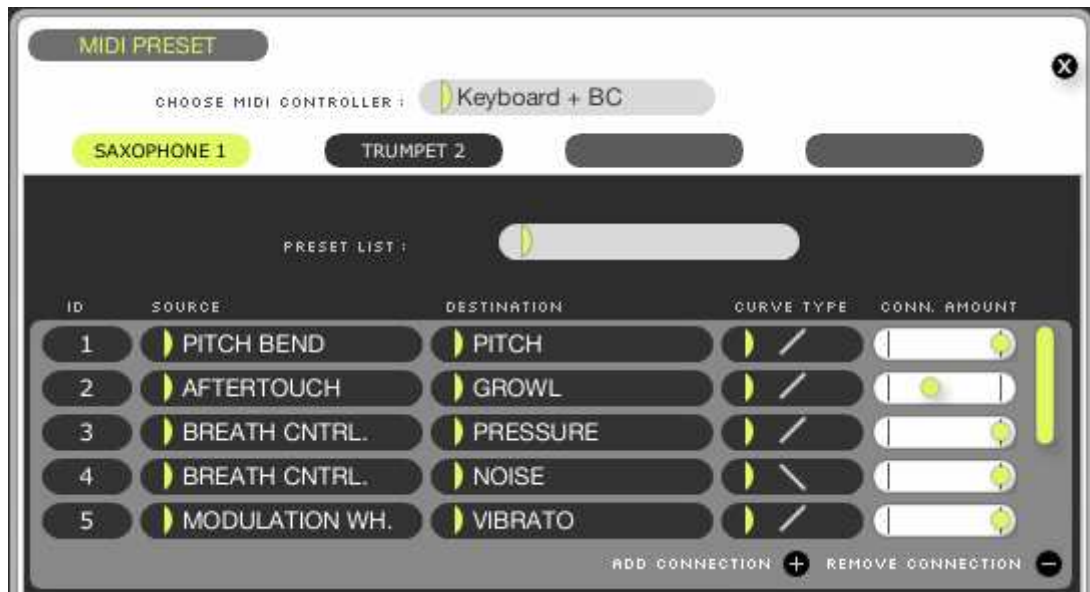 MIDI PRESET
X
CHOOSE MIDI CONTROLLER : Keyboard + BC
SAXOPHONE 1 TRUMPET 2
PRESET LIST :
ID SOURCE DESTINATION CURVE TYPE CONN. AMOUNT
1 PITCH BEND PITCH
2 AFTERTOUCH GROWL
3 BREATH CNTRL. PRESSURE
4 BREATH CNTRL. NOISE
5 MODULATION WH. VIBRATO
ADD CONNECTION + REMOVE CONNECTION −